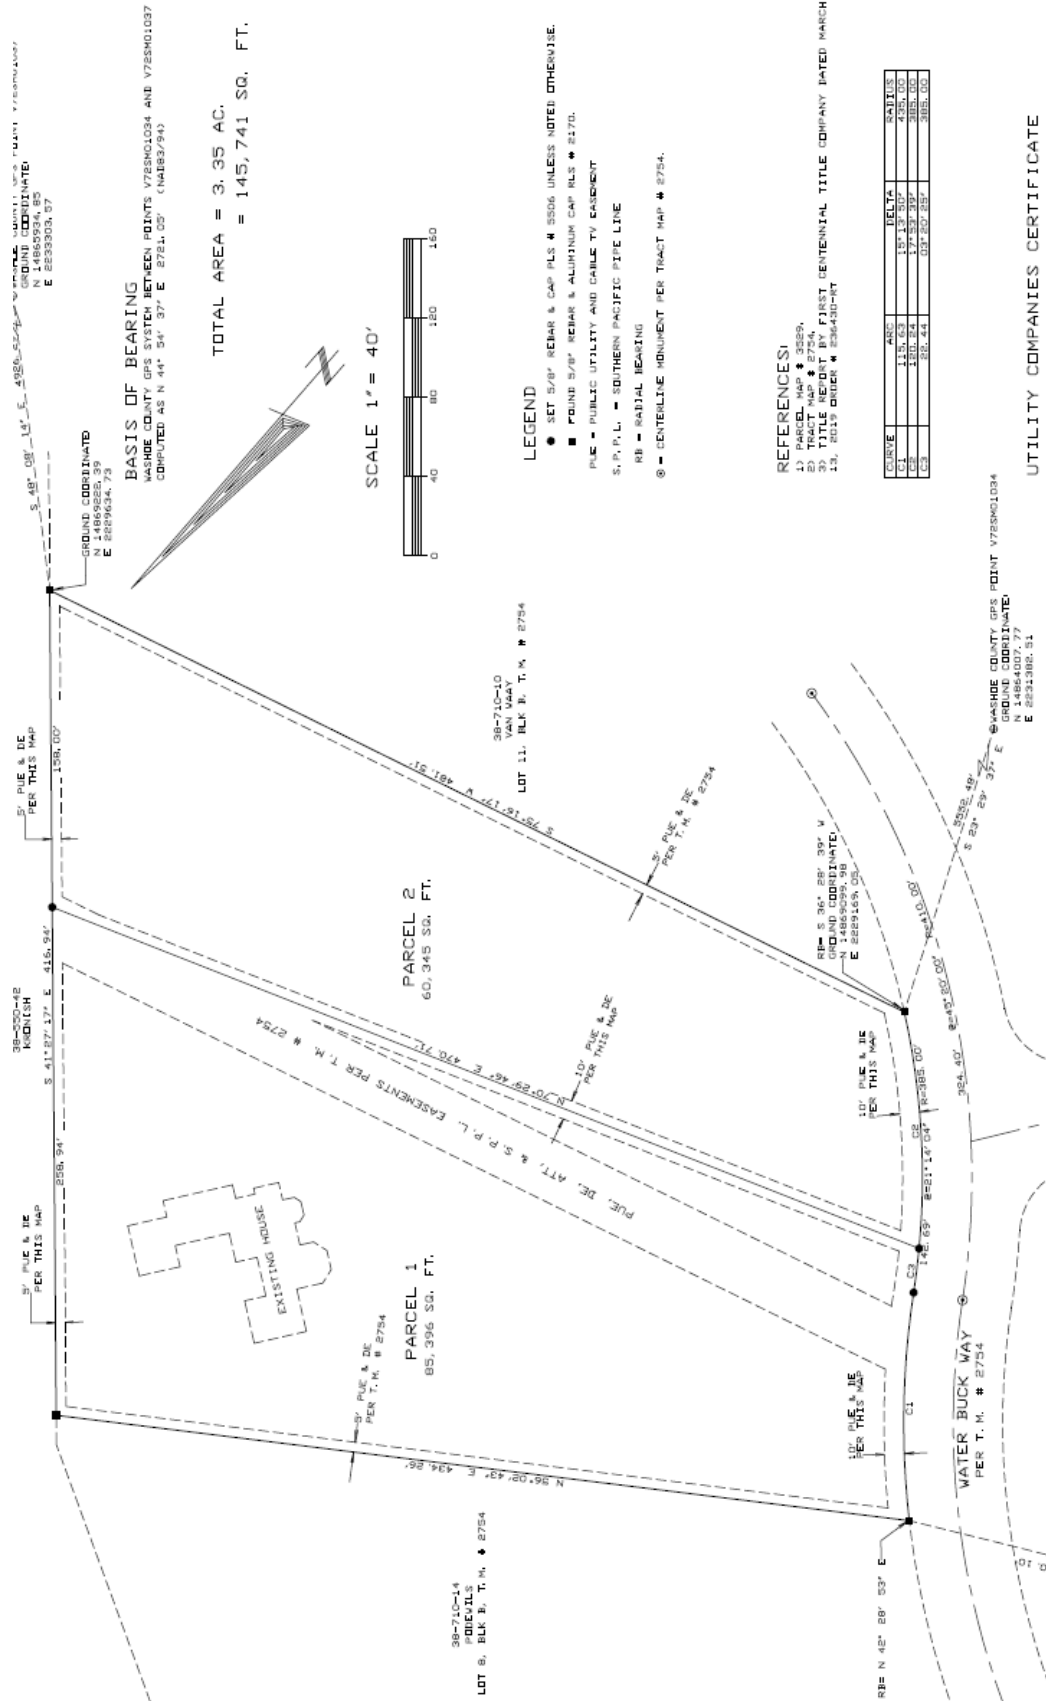 GROUND COORDINATE:
N 14865934.85
E 2233303.57
S 48° 08' 14" E
GROUND COORDINATE
N 14869222.39
E 2229634.73
BASIS OF BEARING
WASHOE COUNTY GPS SYSTEM BETWEEN POINTS V72SM01034 AND V72SM01037
COMPUTED AS N 44° 54' 37" E 2721.05' (NAD83/94)
TOTAL AREA = 3.35 AC.
= 145,741 SQ. FT.
N
SCALE 1" = 40'
0 40 80 120 160
LEGEND
SET 5/8" REBAR & CAP PLS # 5506 UNLESS NOTED OTHERWISE.
FOUND 5/8" REBAR & ALUMINUM CAP RLS # 2170.
PUE = PUBLIC UTILITY AND CABLE TV EASEMENT
S.P.P.L. = SOUTHERN PACIFIC PIPE LINE
RB = RADIAL BEARING
= CENTERLINE MONUMENT PER TRACT MAP # 2754.
REFERENCES:
1) PARCEL MAP # 3529.
2) TRACT MAP # 2754.
3) TITLE REPORT BY FIRST CENTENNIAL TITLE COMPANY DATED MARCH
13, 2019 ORDER # 236430-RT
CURVE ARC DELTA RADIUS
C1 115.63 15° 13' 50" 435.00
C2 120.24 17° 53' 39" 385.00
C3 22.44 03° 20' 25" 385.00
UTILITY COMPANIES CERTIFICATE
5' PUE & DE
PER THIS MAP
158.00'
38-550-42
KRONISH
S 41° 27' 17" E 416.94'
258.94'
5' PUE & DE
PER THIS MAP
38-710-10
VAN WAAY
LOT 11, BLK B, T.M. # 2754
S 75° 16' 17" W 481.51'
5' PUE & DE
PER T.M. # 2754
PARCEL 2
60,345 SQ. FT.
10' PUE & DE
PER THIS MAP
N 70° 29' 46" E 470.71'
PUE, DE, ATT, & S.P.P.L. EASEMENTS PER T.M. # 2754
EXISTING HOUSE
PARCEL 1
85,396 SQ. FT.
5' PUE & DE
PER T.M. # 2754
N 56° 02' 43" E 434.26'
38-710-14
PODEWILS
LOT 8, BLK B, T.M. # 2754
RB= S 36° 28' 39" W
GROUND COORDINATE:
N 14869099.98
E 2229169.05
WASHOE COUNTY GPS POINT V72SM01034
GROUND COORDINATE:
N 14864007.77
E 2231382.51
5552.48'
S 23° 29' 37" E
10' PUE & DE
PER THIS MAP
C2 R=385.00'
142.69'
C3
324.40'
R=410.00'
10' PUE & DE
PER THIS MAP
C1
WATER BUCK WAY
PER T.M. # 2754
RB= N 42° 28' 53" E